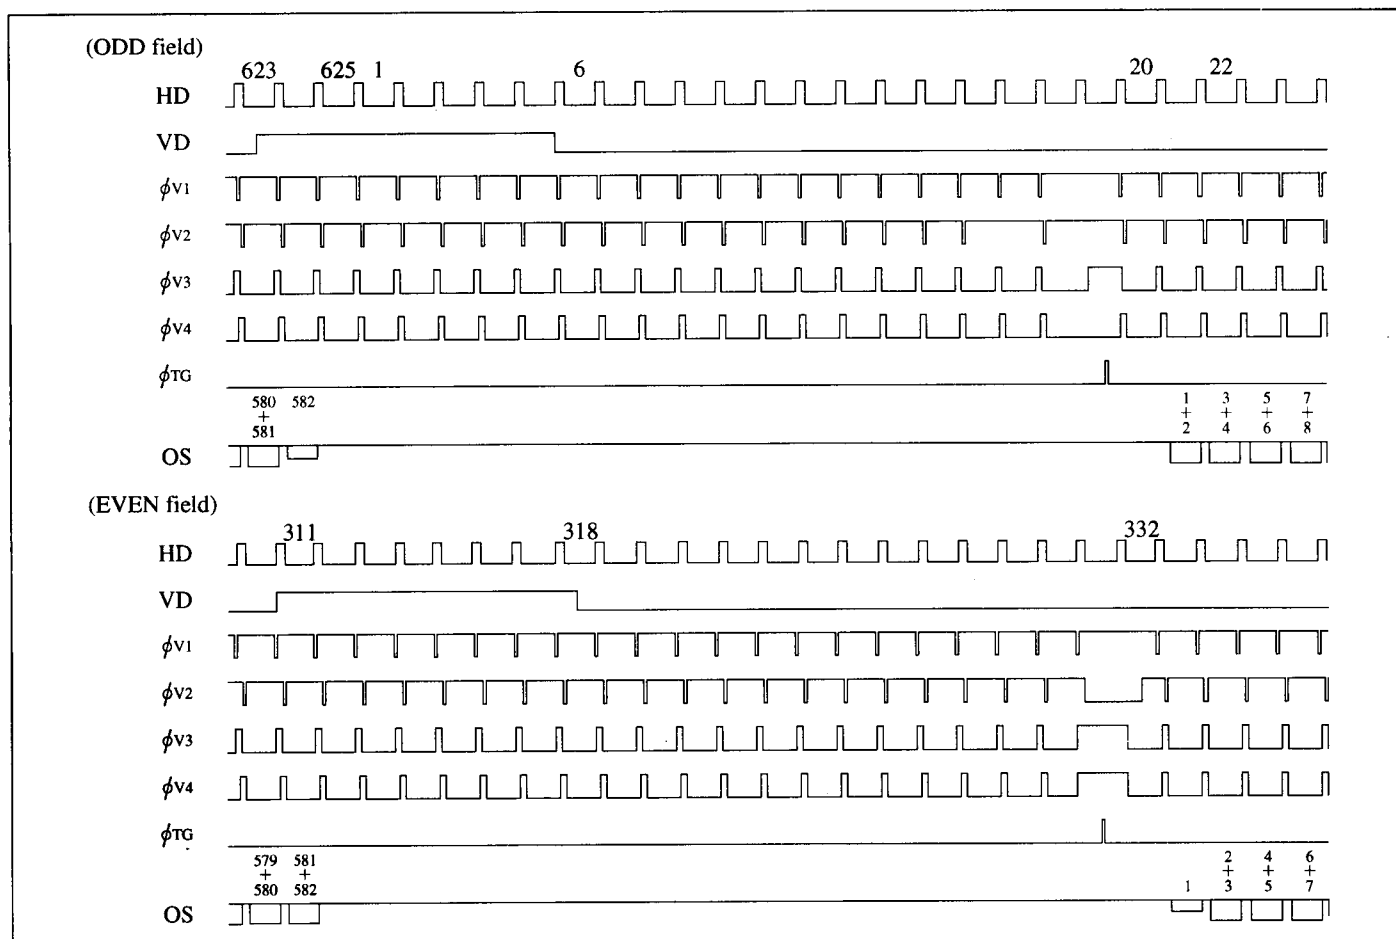 (ODD field)
623 625 1 6 20 22
HD
VD
ϕV1
ϕV2
ϕV3
ϕV4
ϕTG
580 + 581 582 1 + 2 3 + 4 5 + 6 7 + 8
OS
(EVEN field)
311 318 332
HD
VD
ϕV1
ϕV2
ϕV3
ϕV4
ϕTG
579 + 580 581 + 582 1 2 + 3 4 + 5 6 + 7
OS